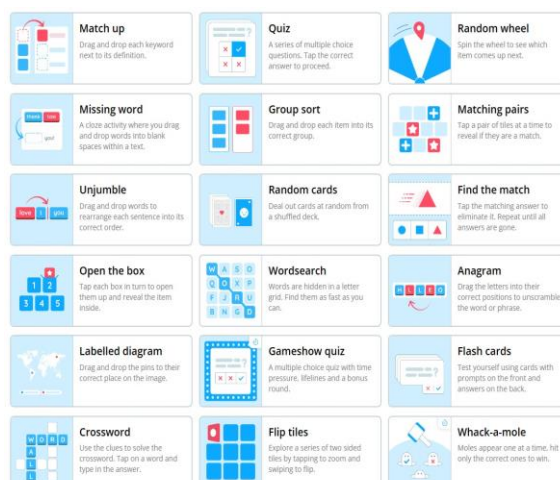 Match up
Drag and drop each keyword
next to its definition.
Quiz
A series of multiple choice
questions. Tap the correct
answer to proceed.
Random wheel
Spin the wheel to see which
item comes up next.
Missing word
A cloze activity where you drag
and drop words into blank
spaces within a text.
Group sort
Drag and drop each item into its
correct group.
Matching pairs
Tap a pair of tiles at a time to
reveal if they are a match.
Unjumble
Drag and drop words to
rearrange each sentence into its
correct order.
love I you
Random cards
Deal out cards at random from
a shuffled deck.
Find the match
Tap the matching answer to
eliminate it. Repeat until all
answers are gone.
Open the box
Tap each box in turn to open
them up and reveal the item
inside.
1 2
3 4 5
Wordsearch
Words are hidden in a letter
grid. Find them as fast as you
can.
Anagram
Drag the letters into their
correct positions to unscramble
the word or phrase.
H L L E O
Labelled diagram
Drag and drop the pins to their
correct place on the image.
Gameshow quiz
A multiple choice quiz with time
pressure, lifelines and a bonus
round.
Flash cards
Test yourself using cards with
prompts on the front and
answers on the back.
Crossword
Use the clues to solve the
crossword. Tap on a word and
type in the answer.
W O R D
A
L
L
Flip tiles
Explore a series of two sided
tiles by tapping to zoom and
swiping to flip.
Whack-a-mole
Moles appear one at a time, hit
only the correct ones to win.